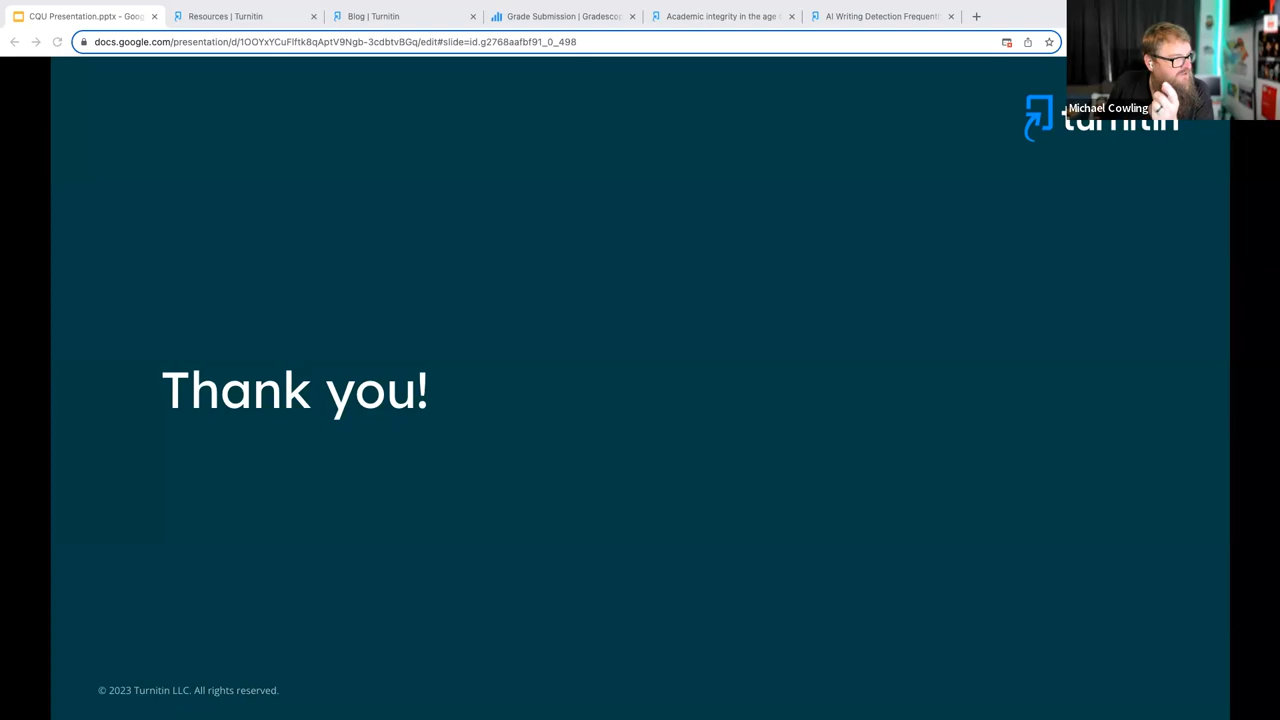 CQU Presentation.pptx - Goog
Resources | Turnitin
Blog | Turnitin
Grade Submission | Gradescop
Academic integrity in the age
AI Writing Detection Frequent
docs.google.com/presentation/d/1OOYxYCuFlftk8qAptV9Ngb-3cdbtvBGq/edit#slide=id.g2768aafbf91_0_498
Michael Cowling
turnitin
Thank you!
© 2023 Turnitin LLC. All rights reserved.